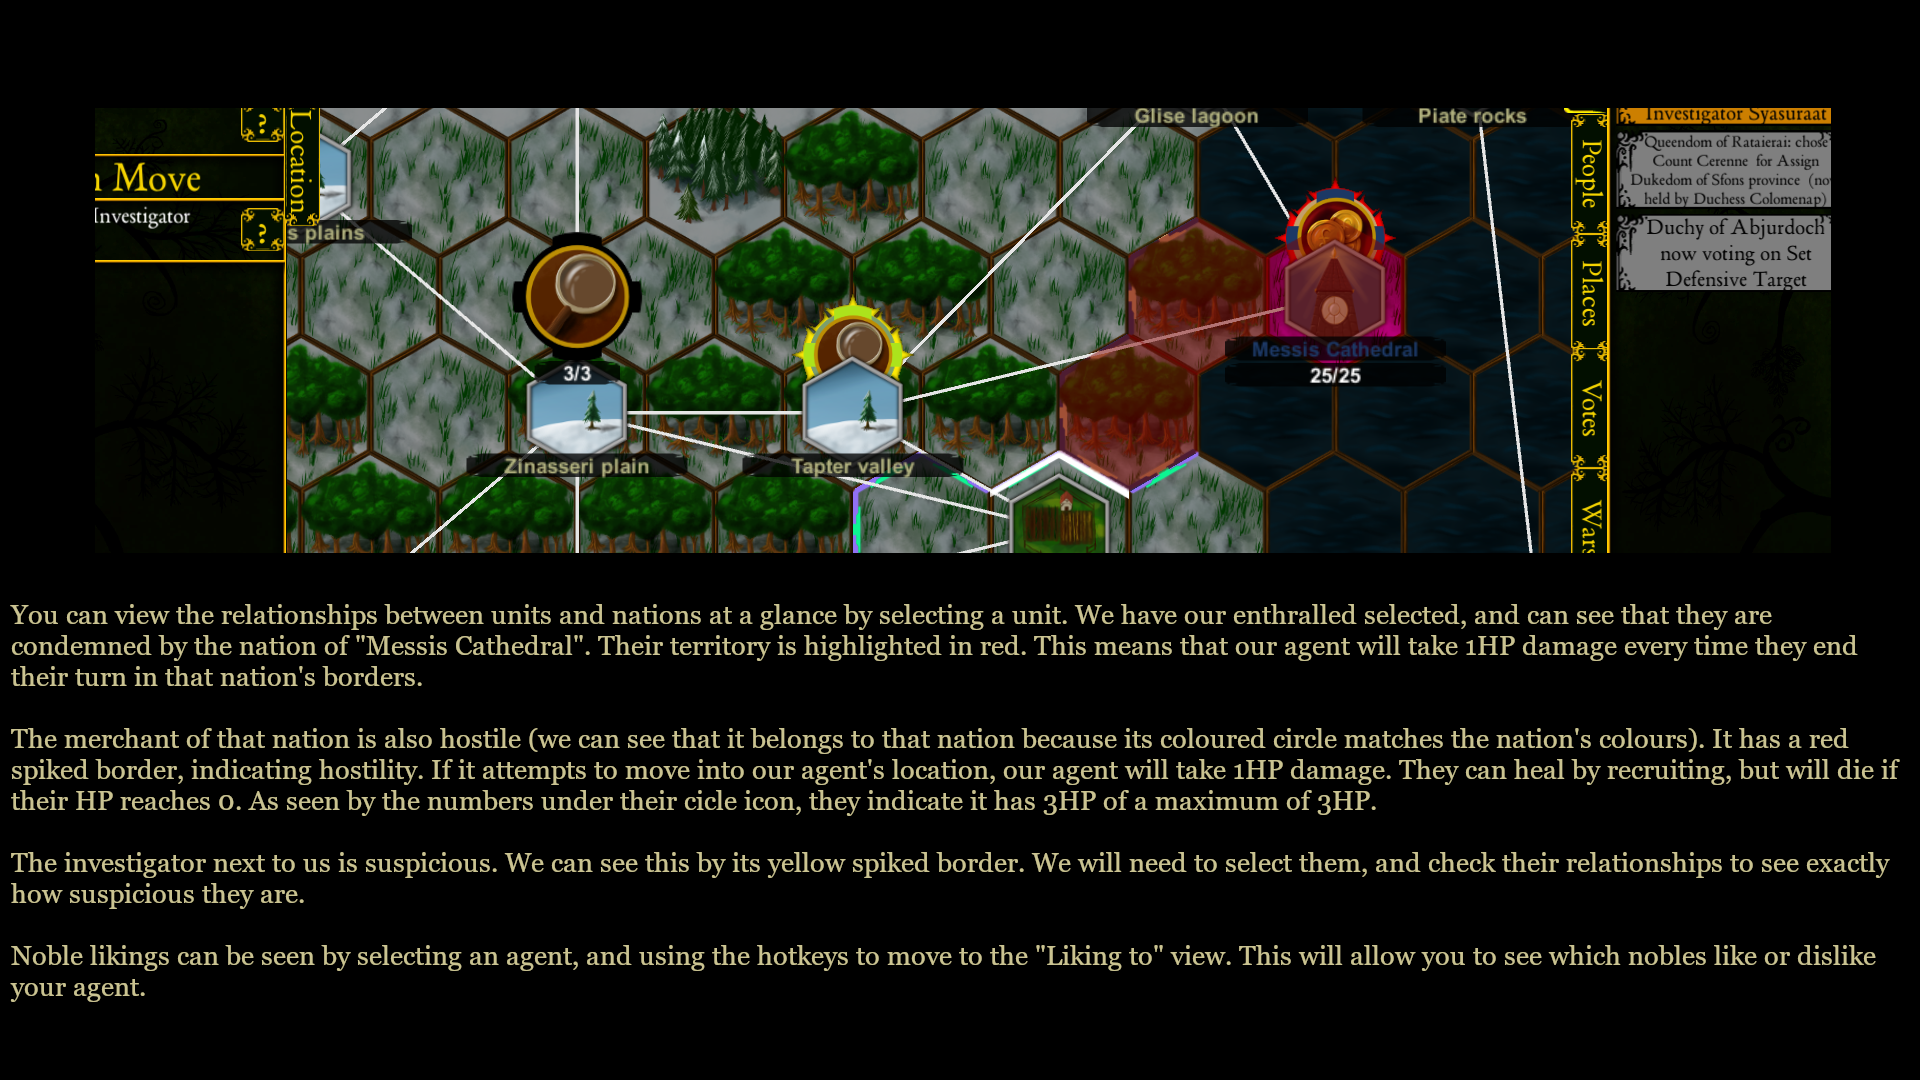 ?
n Move
Investigator
?
Location
s plains
3/3
Zinasseri plain
Tapter valley
Glise lagoon
Piate rocks
Messis Cathedral
25/25
People
Places
Votes
Wars
Investigator Syasuraat
Queendom of Rataierai: chose
Count Cerenne for Assign
Dukedom of Sfons province (no
held by Duchess Colomenap)
Duchy of Abjurdoch
now voting on Set
Defensive Target
You can view the relationships between units and nations at a glance by selecting a unit. We have our enthralled selected, and can see that they are
condemned by the nation of "Messis Cathedral". Their territory is highlighted in red. This means that our agent will take 1HP damage every time they end
their turn in that nation's borders.
The merchant of that nation is also hostile (we can see that it belongs to that nation because its coloured circle matches the nation's colours). It has a red
spiked border, indicating hostility. If it attempts to move into our agent's location, our agent will take 1HP damage. They can heal by recruiting, but will die if
their HP reaches 0. As seen by the numbers under their cicle icon, they indicate it has 3HP of a maximum of 3HP.
The investigator next to us is suspicious. We can see this by its yellow spiked border. We will need to select them, and check their relationships to see exactly
how suspicious they are.
Noble likings can be seen by selecting an agent, and using the hotkeys to move to the "Liking to" view. This will allow you to see which nobles like or dislike
your agent.